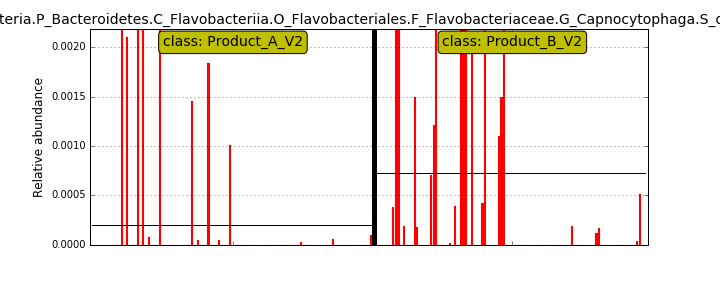 teria.P_Bacteroidetes.C_Flavobacteriia.O_Flavobacteriales.F_Flavobacteriaceae.G_Capnocytophaga.S_
class: Product_A_V2
class: Product_B_V2
0.0020
0.0015
0.0010
0.0005
0.0000
Relative abundance